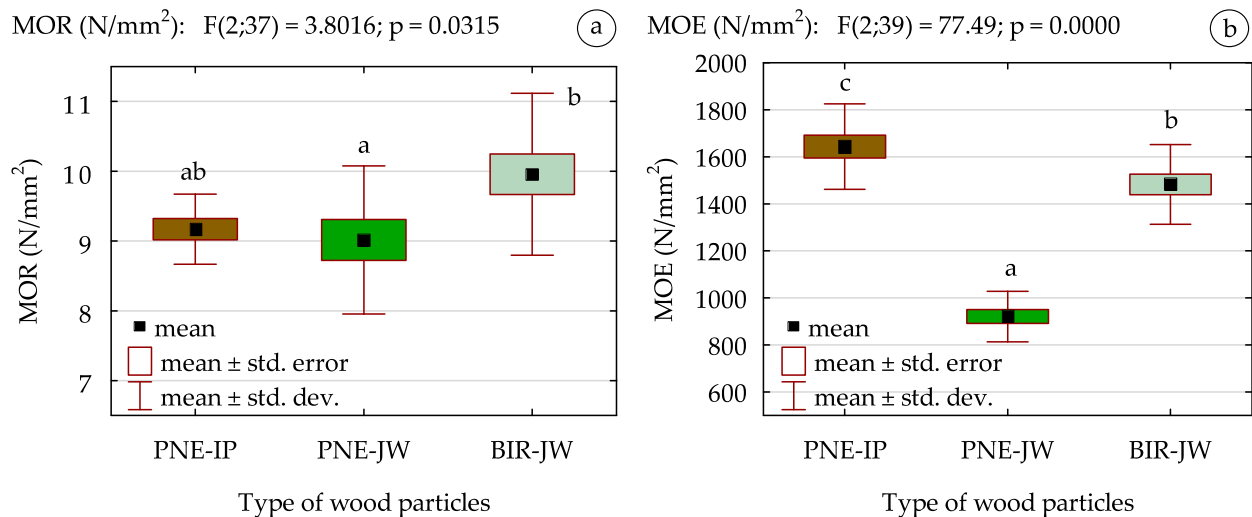 MOR (N/mm²): F(2;37) = 3.8016; p = 0.0315
a
11
10
9
8
7
MOR (N/mm²)
ab
a
b
mean
mean ± std. error
mean ± std. dev.
PNE-IP PNE-JW BIR-JW
Type of wood particles
MOE (N/mm²): F(2;39) = 77.49; p = 0.0000
b
2000
1800
1600
1400
1200
1000
800
600
MOE (N/mm²)
c
a
b
mean
mean ± std. error
mean ± std. dev.
PNE-IP PNE-JW BIR-JW
Type of wood particles